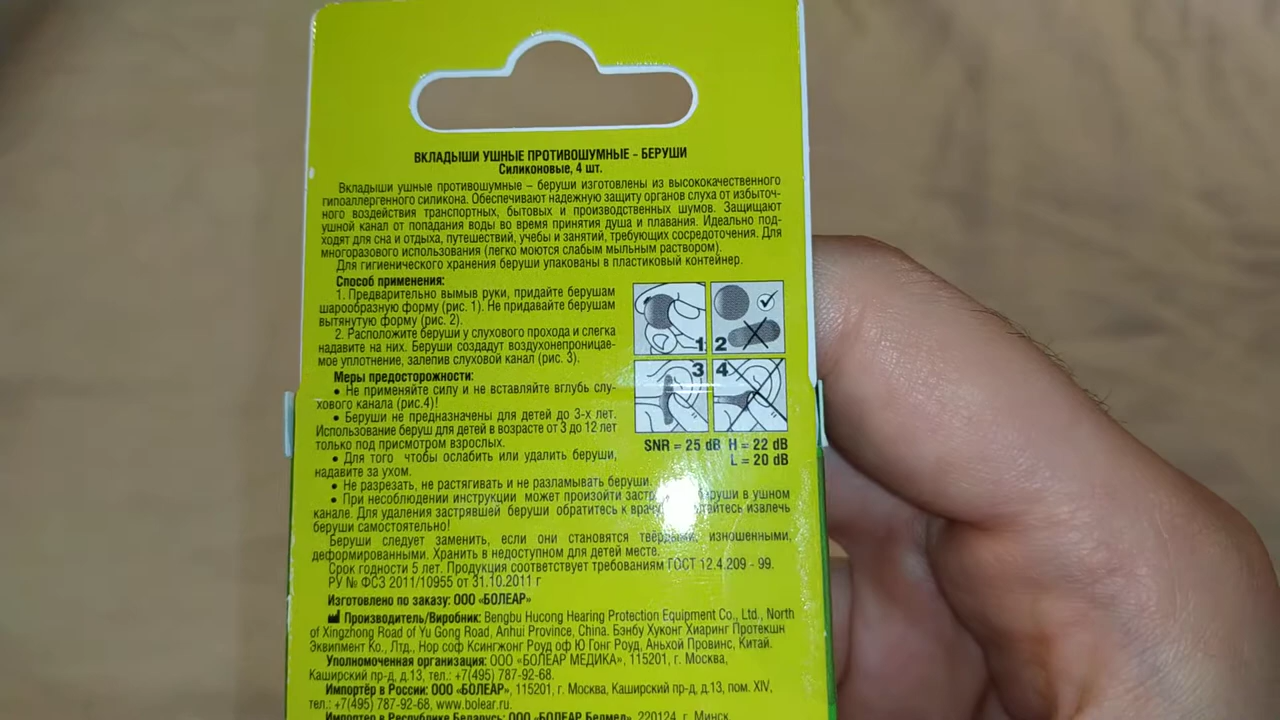 ВКЛАДЫШИ УШНЫЕ ПРОТИВОШУМНЫЕ - БЕРУШИ
Силиконовые, 4 шт.
Вкладыши ушные противошумные – беруши изготовлены из высококачественного
гипоаллергенного силикона. Обеспечивают надежную защиту органов слуха от избыточ-
ного воздействия транспортных, бытовых и производственных шумов. Защищают
ушной канал от попадания воды во время принятия душа и плавания. Идеально под-
ходят для сна и отдыха, путешествий, учебы и занятий, требующих сосредоточения. Для
многоразового использования (легко моются слабым мыльным раствором).
Для гигиенического хранения беруши упакованы в пластиковый контейнер.
Способ применения:
1. Предварительно вымыв руки, придайте берушам
шарообразную форму (рис. 1). Не придавайте берушам
вытянутую форму (рис. 2).
2. Расположите беруши у слухового прохода и слегка
надавите на них. Беруши создадут воздухонепроницае-
мое уплотнение, залепив слуховой канал (рис. 3).
Меры предосторожности:
• Не применяйте силу и не вставляйте вглубь слу-
хового канала (рис.4)!
• Беруши не предназначены для детей до 3-х лет.
Использование беруш для детей в возрасте от 3 до 12 лет
только под присмотром взрослых.
• Для того чтобы ослабить или удалить беруши,
надавите за ухом.
1
2
3
4
SNR = 25 dB H = 22 dB
L = 20 dB
• Не разрезать, не растягивать и не разламывать беруши.
• При несоблюдении инструкции может произойти беруши в ушном
канале. Для удаления застрявшей беруши обратитесь к извлечь
беруши самостоятельно!
Беруши следует заменить, если они становятся твёрдыми, изношенными,
деформированными. Хранить в недоступном для детей месте.
Срок годности 5 лет. Продукция соответствует требованиям ГОСТ 12.4.209 - 99.
РУ № ФСЗ 2011/10955 от 31.10.2011 г
Изготовлено по заказу: ООО «БОЛЕАР»
Производитель/Виробник: Bengbu Hucong Hearing Protection Equipment Co., Ltd., North
of Xingzhong Road of Yu Gong Road, Anhui Province, China. Бэнбу Хуконг Хиаринг Протекшн
Эквипмент Ко., Лтд., Нор соф Ксингжонг Роуд оф Ю Гонг Роуд, Аньхой Провинс, Китай.
Уполномоченная организация: ООО «БОЛЕАР МЕДИКА», 115201, г. Москва,
Каширский пр-д, д.13, тел.: +7(495) 787-92-68.
Импортёр в России: ООО «БОЛЕАР», 115201, г. Москва, Каширский пр-д, д.13, пом. XIV,
тел.: +7(495) 787-92-68, www.bolear.ru.
Импортер в Республике Беларусь: ООО «БОЛЕАР Белмед», 220124, г. Минск,